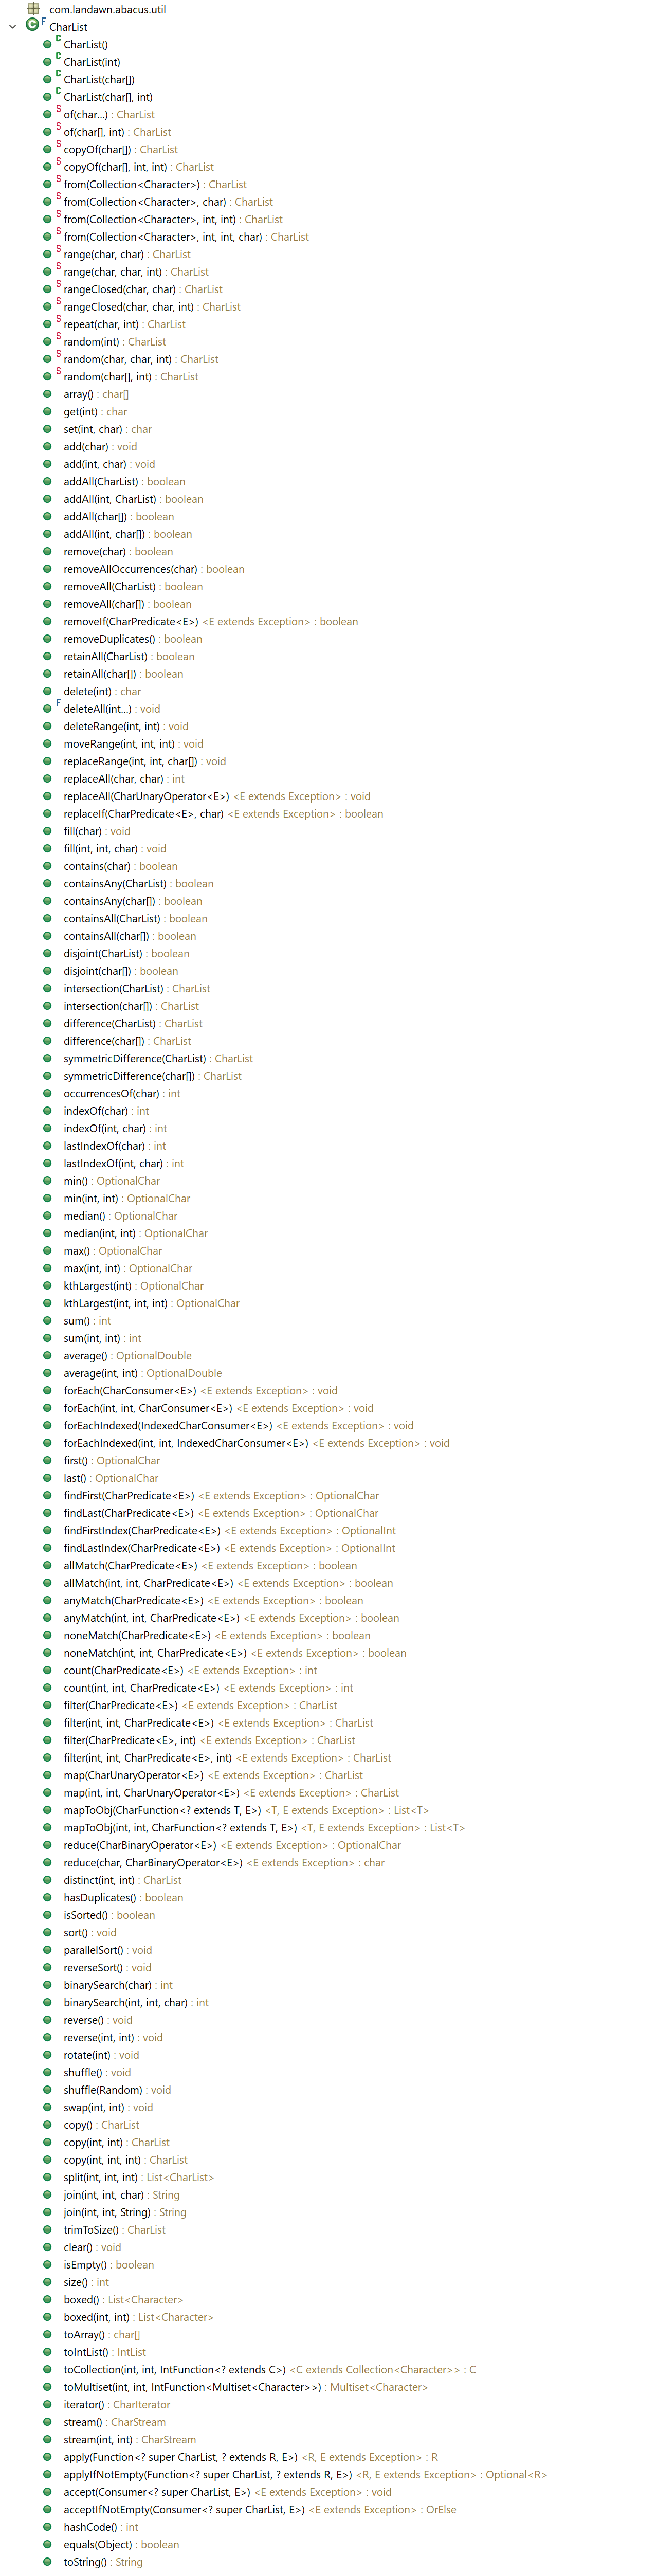 com.landawn.abacus.util
CharList
CharList()
CharList(int)
CharList(char[])
CharList(char[], int)
of(char...) : CharList
of(char[], int) : CharList
copyOf(char[]) : CharList
copyOf(char[], int, int) : CharList
from(Collection<Character>) : CharList
from(Collection<Character>, char) : CharList
from(Collection<Character>, int, int) : CharList
from(Collection<Character>, int, int, char) : CharList
range(char, char) : CharList
range(char, char, int) : CharList
rangeClosed(char, char) : CharList
rangeClosed(char, char, int) : CharList
repeat(char, int) : CharList
random(int) : CharList
random(char, char, int) : CharList
random(char[], int) : CharList
array() : char[]
get(int) : char
set(int, char) : char
add(char) : void
add(int, char) : void
addAll(CharList) : boolean
addAll(int, CharList) : boolean
addAll(char[]) : boolean
addAll(int, char[]) : boolean
remove(char) : boolean
removeAllOccurrences(char) : boolean
removeAll(CharList) : boolean
removeAll(char[]) : boolean
removeIf(CharPredicate<E>) <E extends Exception> : boolean
removeDuplicates() : boolean
retainAll(CharList) : boolean
retainAll(char[]) : boolean
delete(int) : char
deleteAll(int...) : void
deleteRange(int, int) : void
moveRange(int, int, int) : void
replaceRange(int, int, char[]) : void
replaceAll(char, char) : int
replaceAll(CharUnaryOperator<E>) <E extends Exception> : void
replaceIf(CharPredicate<E>, char) <E extends Exception> : boolean
fill(char) : void
fill(int, int, char) : void
contains(char) : boolean
containsAny(CharList) : boolean
containsAny(char[]) : boolean
containsAll(CharList) : boolean
containsAll(char[]) : boolean
disjoint(CharList) : boolean
disjoint(char[]) : boolean
intersection(CharList) : CharList
intersection(char[]) : CharList
difference(CharList) : CharList
difference(char[]) : CharList
symmetricDifference(CharList) : CharList
symmetricDifference(char[]) : CharList
occurrencesOf(char) : int
indexOf(char) : int
indexOf(int, char) : int
lastIndexOf(char) : int
lastIndexOf(int, char) : int
min() : OptionalChar
min(int, int) : OptionalChar
median() : OptionalChar
median(int, int) : OptionalChar
max() : OptionalChar
max(int, int) : OptionalChar
kthLargest(int) : OptionalChar
kthLargest(int, int, int) : OptionalChar
sum() : int
sum(int, int) : int
average() : OptionalDouble
average(int, int) : OptionalDouble
forEach(CharConsumer<E>) <E extends Exception> : void
forEach(int, int, CharConsumer<E>) <E extends Exception> : void
forEachIndexed(IndexedCharConsumer<E>) <E extends Exception> : void
forEachIndexed(int, int, IndexedCharConsumer<E>) <E extends Exception> : void
first() : OptionalChar
last() : OptionalChar
findFirst(CharPredicate<E>) <E extends Exception> : OptionalChar
findLast(CharPredicate<E>) <E extends Exception> : OptionalChar
findFirstIndex(CharPredicate<E>) <E extends Exception> : OptionalInt
findLastIndex(CharPredicate<E>) <E extends Exception> : OptionalInt
allMatch(CharPredicate<E>) <E extends Exception> : boolean
allMatch(int, int, CharPredicate<E>) <E extends Exception> : boolean
anyMatch(CharPredicate<E>) <E extends Exception> : boolean
anyMatch(int, int, CharPredicate<E>) <E extends Exception> : boolean
noneMatch(CharPredicate<E>) <E extends Exception> : boolean
noneMatch(int, int, CharPredicate<E>) <E extends Exception> : boolean
count(CharPredicate<E>) <E extends Exception> : int
count(int, int, CharPredicate<E>) <E extends Exception> : int
filter(CharPredicate<E>) <E extends Exception> : CharList
filter(int, int, CharPredicate<E>) <E extends Exception> : CharList
filter(CharPredicate<E>, int) <E extends Exception> : CharList
filter(int, int, CharPredicate<E>, int) <E extends Exception> : CharList
map(CharUnaryOperator<E>) <E extends Exception> : CharList
map(int, int, CharUnaryOperator<E>) <E extends Exception> : CharList
mapToObj(CharFunction<? extends T, E>) <T, E extends Exception> : List<T>
mapToObj(int, int, CharFunction<? extends T, E>) <T, E extends Exception> : List<T>
reduce(CharBinaryOperator<E>) <E extends Exception> : OptionalChar
reduce(char, CharBinaryOperator<E>) <E extends Exception> : char
distinct(int, int) : CharList
hasDuplicates() : boolean
isSorted() : boolean
sort() : void
parallelSort() : void
reverseSort() : void
binarySearch(char) : int
binarySearch(int, int, char) : int
reverse() : void
reverse(int, int) : void
rotate(int) : void
shuffle() : void
shuffle(Random) : void
swap(int, int) : void
copy() : CharList
copy(int, int) : CharList
copy(int, int, int) : CharList
split(int, int, int) : List<CharList>
join(int, int, char) : String
join(int, int, String) : String
trimToSize() : CharList
clear() : void
isEmpty() : boolean
size() : int
boxed() : List<Character>
boxed(int, int) : List<Character>
toArray() : char[]
toIntList() : IntList
toCollection(int, int, IntFunction<? extends C>) <C extends Collection<Character>> : C
toMultiset(int, int, IntFunction<Multiset<Character>>) : Multiset<Character>
iterator() : CharIterator
stream() : CharStream
stream(int, int) : CharStream
apply(Function<? super CharList, ? extends R, E>) <R, E extends Exception> : R
applyIfNotEmpty(Function<? super CharList, ? extends R, E>) <R, E extends Exception> : Optional<R>
accept(Consumer<? super CharList, E>) <E extends Exception> : void
acceptIfNotEmpty(Consumer<? super CharList, E>) <E extends Exception> : OrElse
hashCode() : int
equals(Object) : boolean
toString() : String